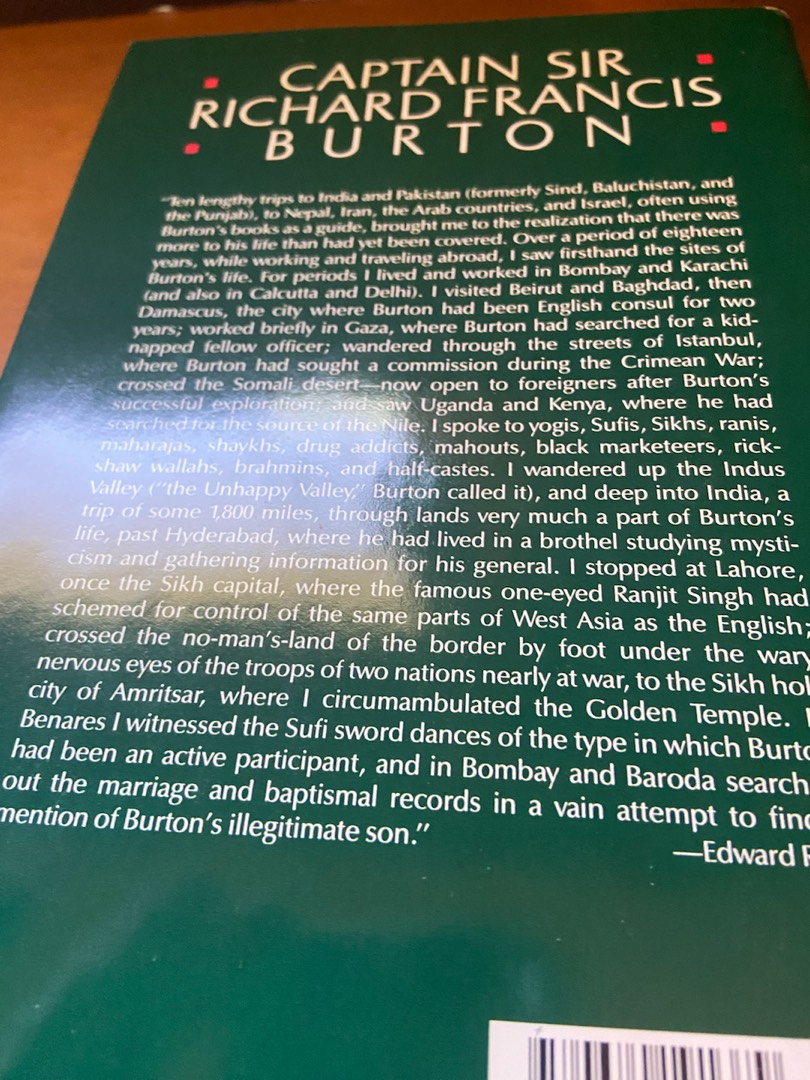 CAPTAIN SIR
RICHARD FRANCIS
BURTON
"Ten lengthy trips to India and Pakistan (formerly Sind, Baluchistan, and
the Punjab), to Nepal, Iran, the Arab countries, and Israel, often using
Burton's books as a guide, brought me to the realization that there was
more to his life than had yet been covered. Over a period of eighteen
years, while working and traveling abroad, I saw firsthand the sites of
Burton's life. For periods I lived and worked in Bombay and Karachi
(and also in Calcutta and Delhi). I visited Beirut and Baghdad, then
Damascus, the city where Burton had been English consul for two
years; worked briefly in Gaza, where Burton had searched for a kid-
napped fellow officer; wandered through the streets of Istanbul,
where Burton had sought a commission during the Crimean War;
crossed the Somali desert—now open to foreigners after Burton's
successful exploration; and saw Uganda and Kenya, where he had
searched for the source of the Nile. I spoke to yogis, Sufis, Sikhs, ranis,
maharajas, shaykhs, drug addicts, mahouts, black marketeers, rick-
shaw wallahs, brahmins, and half-castes. I wandered up the Indus
Valley ("the Unhappy Valley," Burton called it), and deep into India, a
trip of some 1,800 miles, through lands very much a part of Burton's
life, past Hyderabad, where he had lived in a brothel studying mysti-
cism and gathering information for his general. I stopped at Lahore,
once the Sikh capital, where the famous one-eyed Ranjit Singh had
schemed for control of the same parts of West Asia as the English;
crossed the no-man's-land of the border by foot under the wary
nervous eyes of the troops of two nations nearly at war, to the Sikh hol
city of Amritsar, where I circumambulated the Golden Temple.
Benares I witnessed the Sufi sword dances of the type in which Burto
had been an active participant, and in Bombay and Baroda search
out the marriage and baptismal records in a vain attempt to find
mention of Burton's illegitimate son."
—Edward